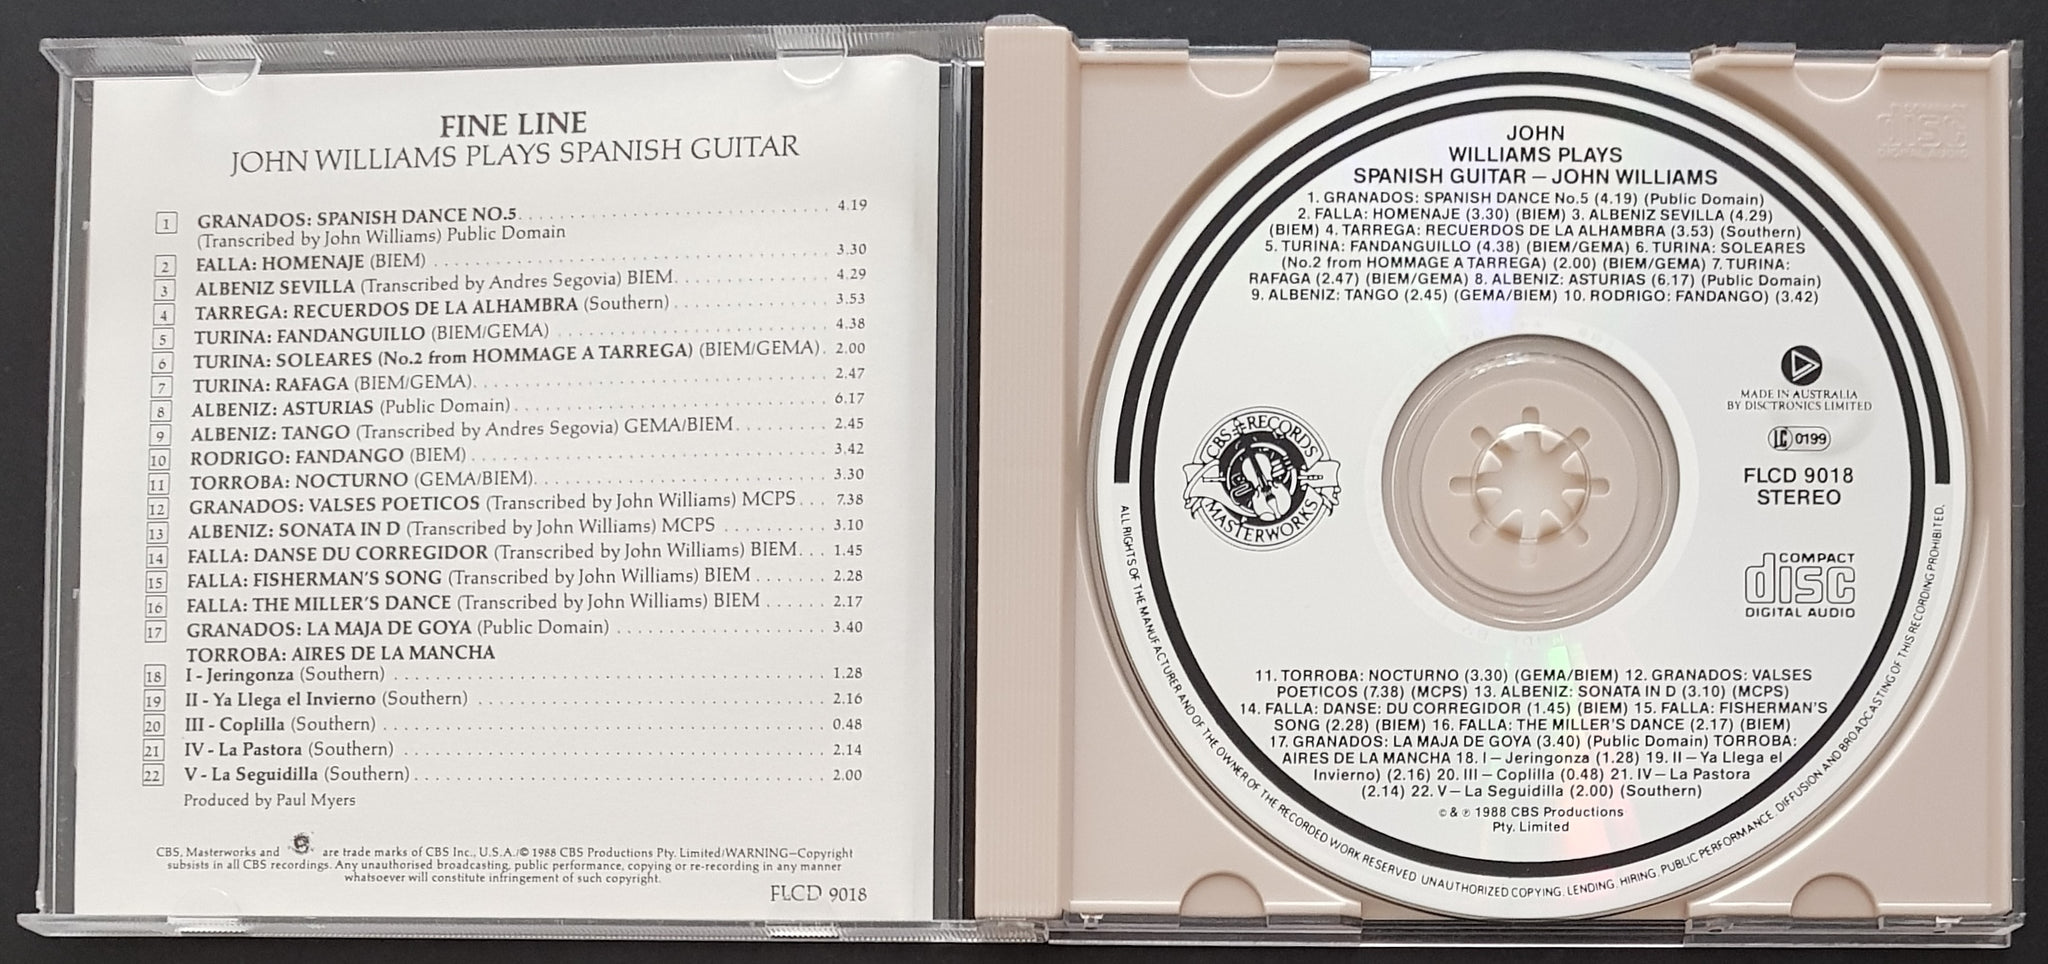 FINE LINE
JOHN WILLIAMS PLAYS SPANISH GUITAR
1 GRANADOS: SPANISH DANCE NO.5 4.19
(Transcribed by John Williams) Public Domain
2 FALLA: HOMENAJE (BIEM) 3.30
3 ALBENIZ SEVILLA (Transcribed by Andres Segovia) BIEM 4.29
4 TARREGA: RECUERDOS DE LA ALHAMBRA (Southern) 3.53
5 TURINA: FANDANGUILLO (BIEM/GEMA) 4.38
6 TURINA: SOLEARES (No.2 from HOMMAGE A TARREGA) (BIEM/GEMA) 2.00
7 TURINA: RAFAGA (BIEM/GEMA) 2.47
8 ALBENIZ: ASTURIAS (Public Domain) 6.17
9 ALBENIZ: TANGO (Transcribed by Andres Segovia) GEMA/BIEM 2.45
10 RODRIGO: FANDANGO (BIEM) 3.42
11 TORROBA: NOCTURNO (GEMA/BIEM) 3.30
12 GRANADOS: VALSES POETICOS (Transcribed by John Williams) MCPS 7.38
13 ALBENIZ: SONATA IN D (Transcribed by John Williams) MCPS 3.10
14 FALLA: DANSE DU CORREGIDOR (Transcribed by John Williams) BIEM 1.45
15 FALLA: FISHERMAN'S SONG (Transcribed by John Williams) BIEM 2.28
16 FALLA: THE MILLER'S DANCE (Transcribed by John Williams) BIEM 2.17
17 GRANADOS: LA MAJA DE GOYA (Public Domain) 3.40
TORROBA: AIRES DE LA MANCHA
18 I - Jeringonza (Southern) 1.28
19 II - Ya Llega el Invierno (Southern) 2.16
20 III - Coplilla (Southern) 0.48
21 IV - La Pastora (Southern) 2.14
22 V - La Seguidilla (Southern) 2.00
Produced by Paul Myers
CBS, Masterworks and are trade marks of CBS Inc., U.S.A./© 1988 CBS Productions Pty. Limited/WARNING—Copyright
subsists in all CBS recordings. Any unauthorised broadcasting, public performance, copying or re-recording in any manner
whatsoever will constitute infringement of such copyright.
FLCD 9018
JOHN
WILLIAMS PLAYS
SPANISH GUITAR – JOHN WILLIAMS
1. GRANADOS: SPANISH DANCE No.5 (4.19) (Public Domain)
2. FALLA: HOMENAJE (3.30) (BIEM) 3. ALBENIZ SEVILLA (4.29)
(BIEM) 4. TARREGA: RECUERDOS DE LA ALHAMBRA (3.53) (Southern)
5. TURINA: FANDANGUILLO (4.38) (BIEM/GEMA) 6. TURINA: SOLEARES
(No.2 from HOMMAGE A TARREGA) (2.00) (BIEM/GEMA) 7. TURINA:
RAFAGA (2.47) (BIEM/GEMA) 8. ALBENIZ: ASTURIAS (6.17) (Public Domain)
9. ALBENIZ: TANGO (2.45) (GEMA/BIEM) 10. RODRIGO: FANDANGO) (3.42)
MADE IN AUSTRALIA
BY DISCTRONICS LIMITED
LC 0199
FLCD 9018
STEREO
CBS RECORDS
MASTERWORKS
COMPACT
disc
DIGITAL AUDIO
11. TORROBA: NOCTURNO (3.30) (GEMA/BIEM) 12. GRANADOS: VALSES
POETICOS (7.38) (MCPS) 13. ALBENIZ: SONATA IN D (3.10) (MCPS)
14. FALLA: DANSE: DU CORREGIDOR (1.45) (BIEM) 15. FALLA: FISHERMAN'S
SONG (2.28) (BIEM) 16. FALLA: THE MILLER'S DANCE (2.17) (BIEM)
17. GRANADOS: LA MAJA DE GOYA (3.40) (Public Domain) TORROBA:
AIRES DE LA MANCHA 18. I – Jeringonza (1.28) 19. II – Ya Llega el
Invierno) (2.16) 20. III – Coplilla (0.48) 21. IV – La Pastora
(2.14) 22. V – La Seguidilla (2.00) (Southern)
© & ℗ 1988 CBS Productions
Pty. Limited
ALL RIGHTS OF THE MANUFACTURER AND OF THE OWNER OF THE RECORDED WORK RESERVED UNAUTHORIZED COPYING, LENDING, HIRING, PUBLIC PERFORMANCE, DIFFUSION AND BROADCASTING OF THIS RECORDING PROHIBITED.
disc
DIGITAL AUDIO